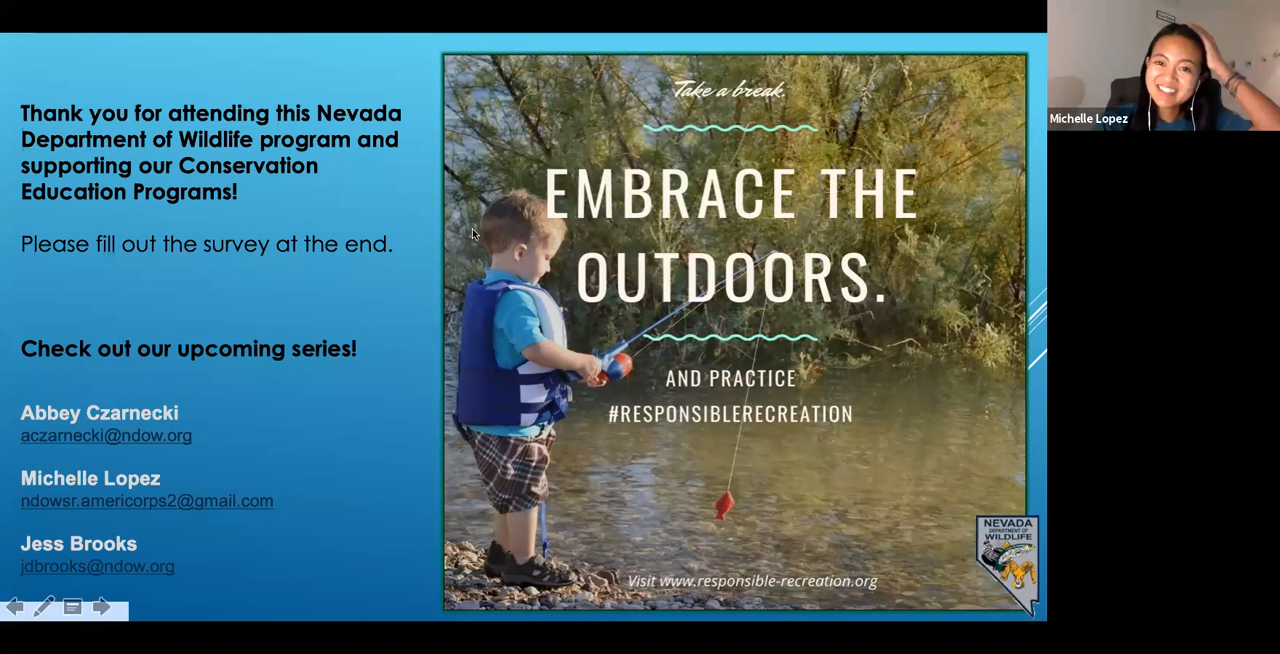 Thank you for attending this Nevada
Department of Wildlife program and
supporting our Conservation
Education Programs!
Please fill out the survey at the end.
Check out our upcoming series!
Abbey Czarnecki
aczarnecki@ndow.org
Michelle Lopez
ndowsr.americorps2@gmail.com
Jess Brooks
jdbrooks@ndow.org
Take a break.
EMBRACE THE
OUTDOORS.
AND PRACTICE
#RESPONSIBLERECREATION
Visit www.responsible-recreation.org
NEVADA
DEPARTMENT OF
WILDLIFE
Michelle Lopez